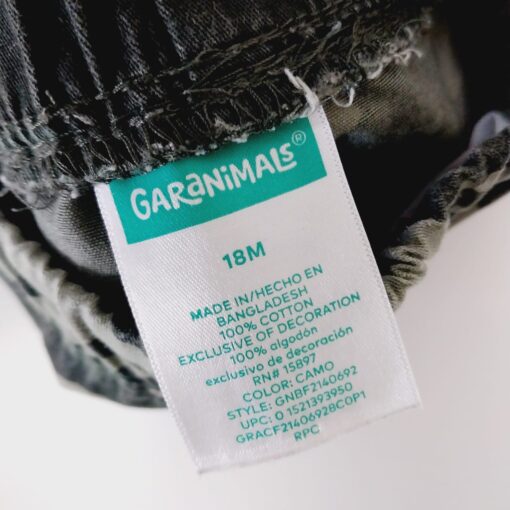 GARANiMALS®
18M
MADE IN/HECHO EN
BANGLADESH
100% COTTON
EXCLUSIVE OF DECORATION
100% algodón
exclusivo de decoración
RN# 15897
COLOR: CAMO
STYLE: GNBF2140692
UPC: 0 1521393950
GRACF21406928C0P1
RPC